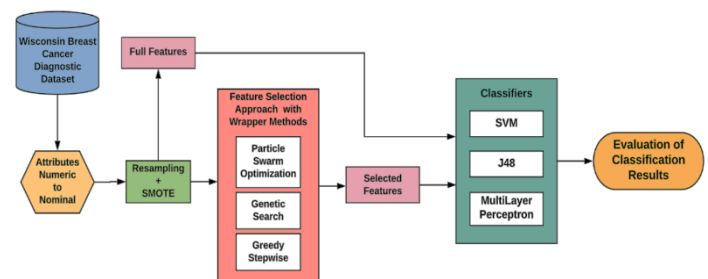 Wisconsin Breast
Cancer
Diagnostic
Dataset
Full Features
Attributes
Numeric
to
Nominal
Resampling
+
SMOTE
Feature Selection
Approach with
Wrapper Methods
Particle
Swarm
Optimization
Genetic
Search
Greedy
Stepwise
Selected
Features
Classifiers
SVM
J48
MultiLayer
Perceptron
Evaluation of
Classification
Results